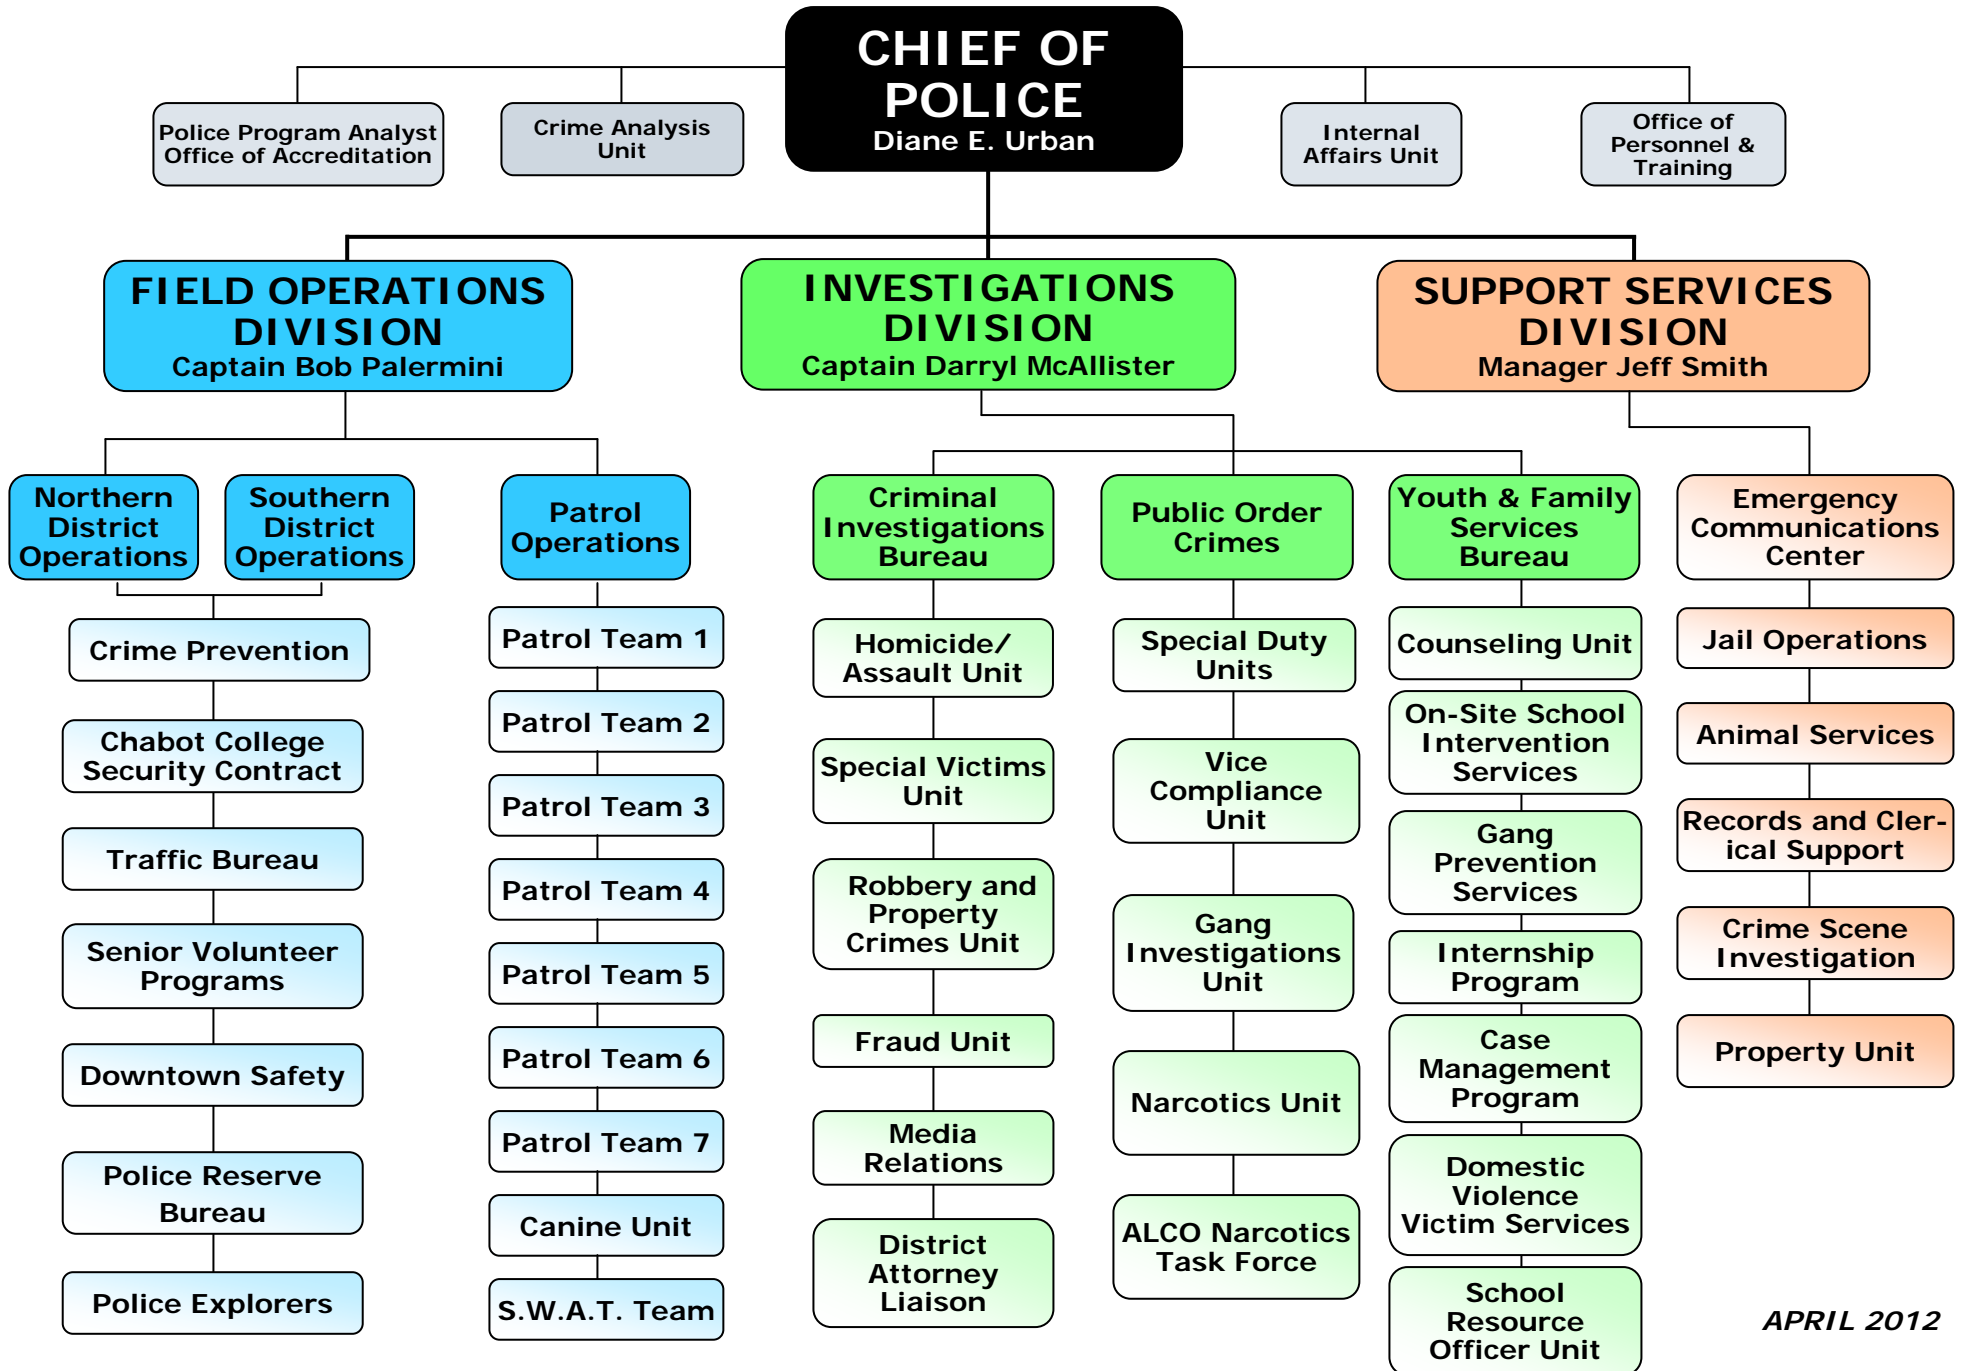 CHIEF OF
POLICE
Diane E. Urban
Police Program Analyst
Office of Accreditation
Crime Analysis
Unit
Internal
Affairs Unit
Office of
Personnel &
Training
FIELD OPERATIONS
DIVISION
Captain Bob Palermini
INVESTIGATIONS
DIVISION
Captain Darryl McAllister
SUPPORT SERVICES
DIVISION
Manager Jeff Smith
Northern
District
Operations
Southern
District
Operations
Crime Prevention
Chabot College
Security Contract
Traffic Bureau
Senior Volunteer
Programs
Downtown Safety
Police Reserve
Bureau
Police Explorers
Patrol
Operations
Patrol Team 1
Patrol Team 2
Patrol Team 3
Patrol Team 4
Patrol Team 5
Patrol Team 6
Patrol Team 7
Canine Unit
S.W.A.T. Team
Criminal
Investigations
Bureau
Homicide/
Assault Unit
Special Victims
Unit
Robbery and
Property
Crimes Unit
Fraud Unit
Media
Relations
District
Attorney
Liaison
Public Order
Crimes
Special Duty
Units
Vice
Compliance
Unit
Gang
Investigations
Unit
Narcotics Unit
ALCO Narcotics
Task Force
Youth & Family
Services
Bureau
Counseling Unit
On-Site School
Intervention
Services
Gang
Prevention
Services
Internship
Program
Case
Management
Program
Domestic
Violence
Victim Services
School
Resource
Officer Unit
Emergency
Communications
Center
Jail Operations
Animal Services
Records and Cler-
ical Support
Crime Scene
Investigation
Property Unit
APRIL 2012